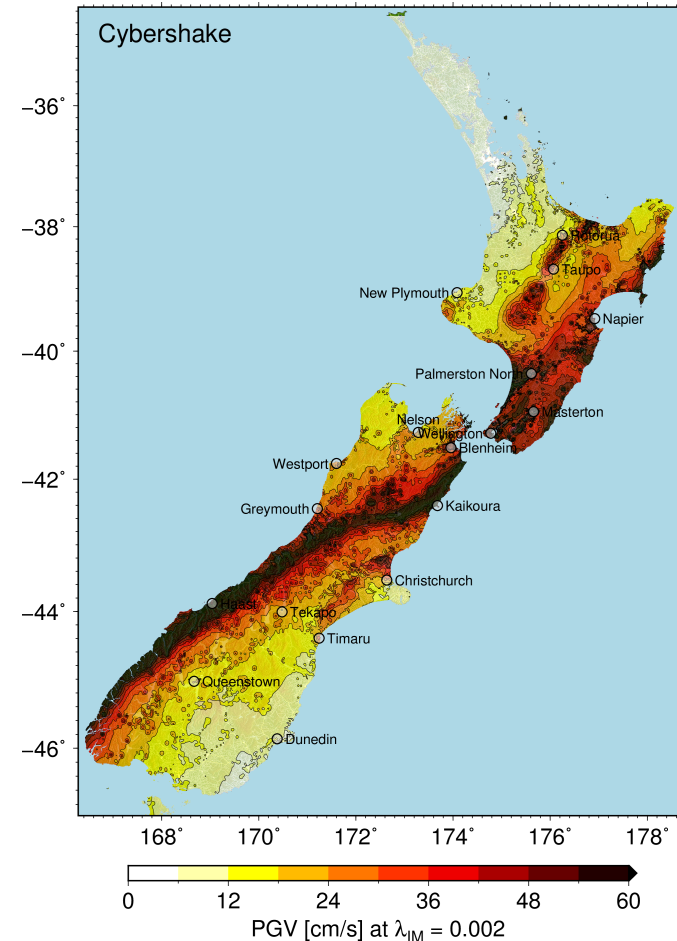 Cybershake
−36˚
−38˚
Rotorua
Taupo
New Plymouth
Napier
−40˚
Palmerston North
Masterton
Nelson
Wellington
Blenheim
Westport
−42˚
Greymouth
Kaikoura
Christchurch
Haast
−44˚
Tekapo
Timaru
Queenstown
Dunedin
−46˚
168˚ 170˚ 172˚ 174˚ 176˚ 178˚
0 12 24 36 48 60
PGV [cm/s] at λIM = 0.002